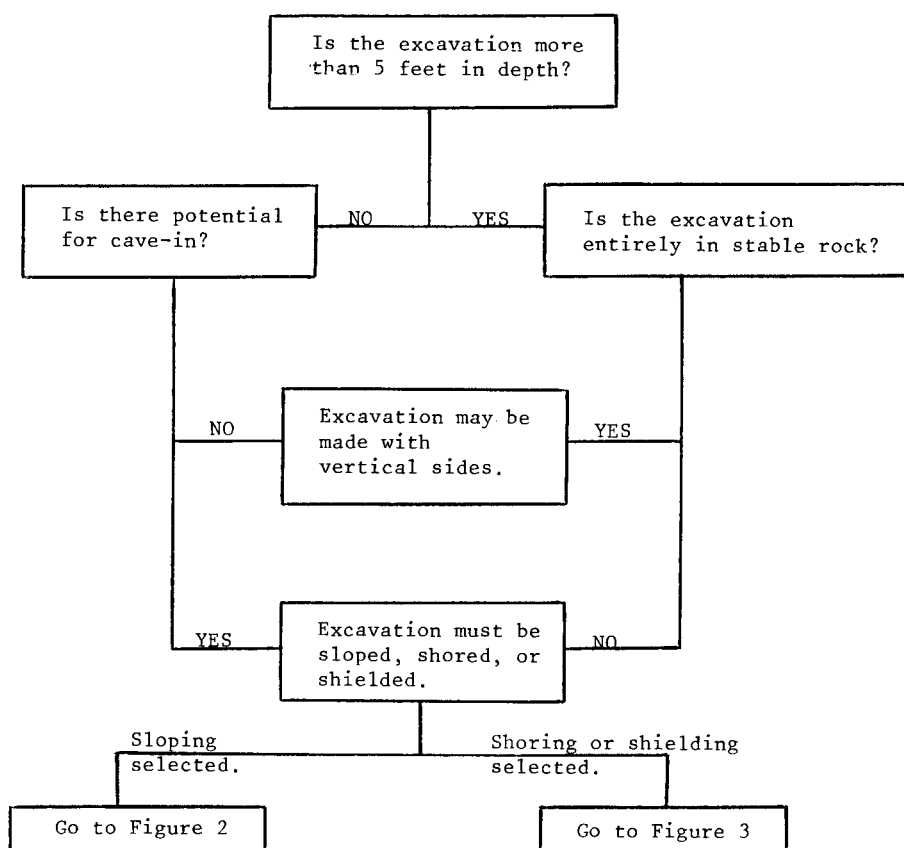 Is the excavation more
than 5 feet in depth?
Is there potential
for cave-in?
NO
YES
Is the excavation
entirely in stable rock?
NO
Excavation may be
made with
vertical sides.
YES
YES
Excavation must be
sloped, shored, or
shielded.
NO
Sloping
selected.
Shoring or shielding
selected.
Go to Figure 2
Go to Figure 3